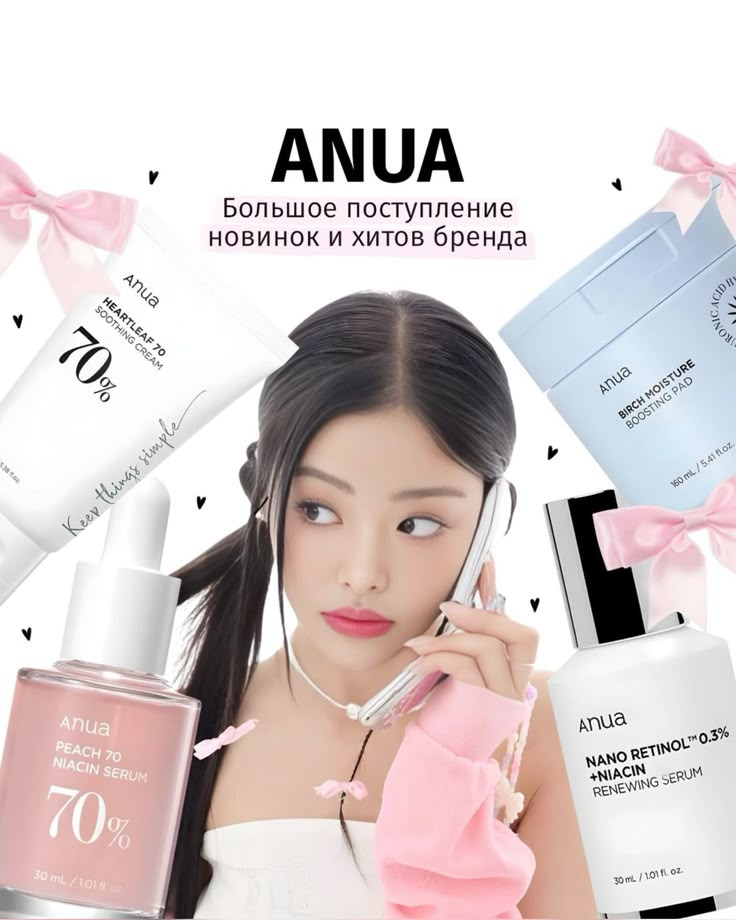 ANUA
Большое поступление
новинок и хитов бренда
Anua
HEARTLEAF 70
SOOTHING CREAM
70%
Keep things simple
Anua
BIRCH MOISTURE
BOOSTING PAD
160 mL / 5.41 fl.oz.
Anua
PEACH 70
NIACIN SERUM
70%
30 mL / 1.01 fl. oz
Anua
NANO RETINOL™ 0.3%
+NIACIN
RENEWING SERUM
30 mL / 1.01 fl. oz.